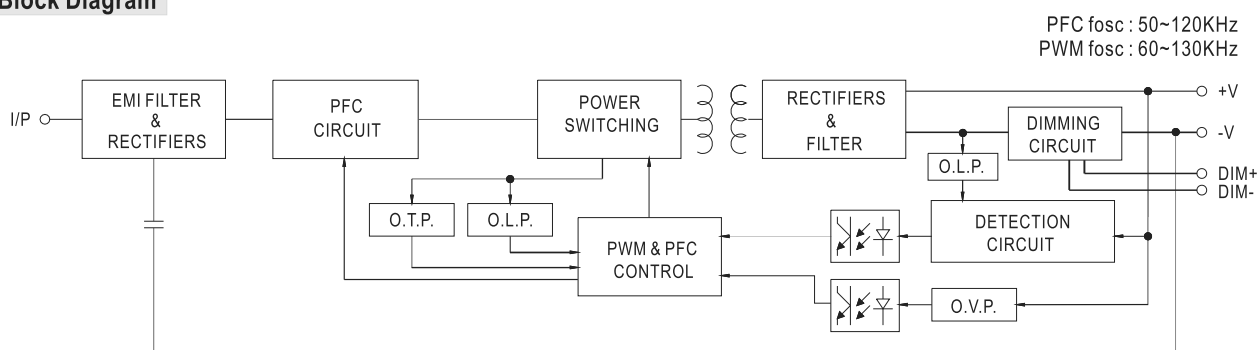 Block Diagram
PFC fosc : 50~120KHz
PWM fosc : 60~130KHz
I/P
EMI FILTER
&
RECTIFIERS
PFC
CIRCUIT
POWER
SWITCHING
RECTIFIERS
&
FILTER
DIMMING
CIRCUIT
+V
-V
DIM+
DIM-
O.L.P.
O.T.P.
O.L.P.
PWM & PFC
CONTROL
DETECTION
CIRCUIT
O.V.P.